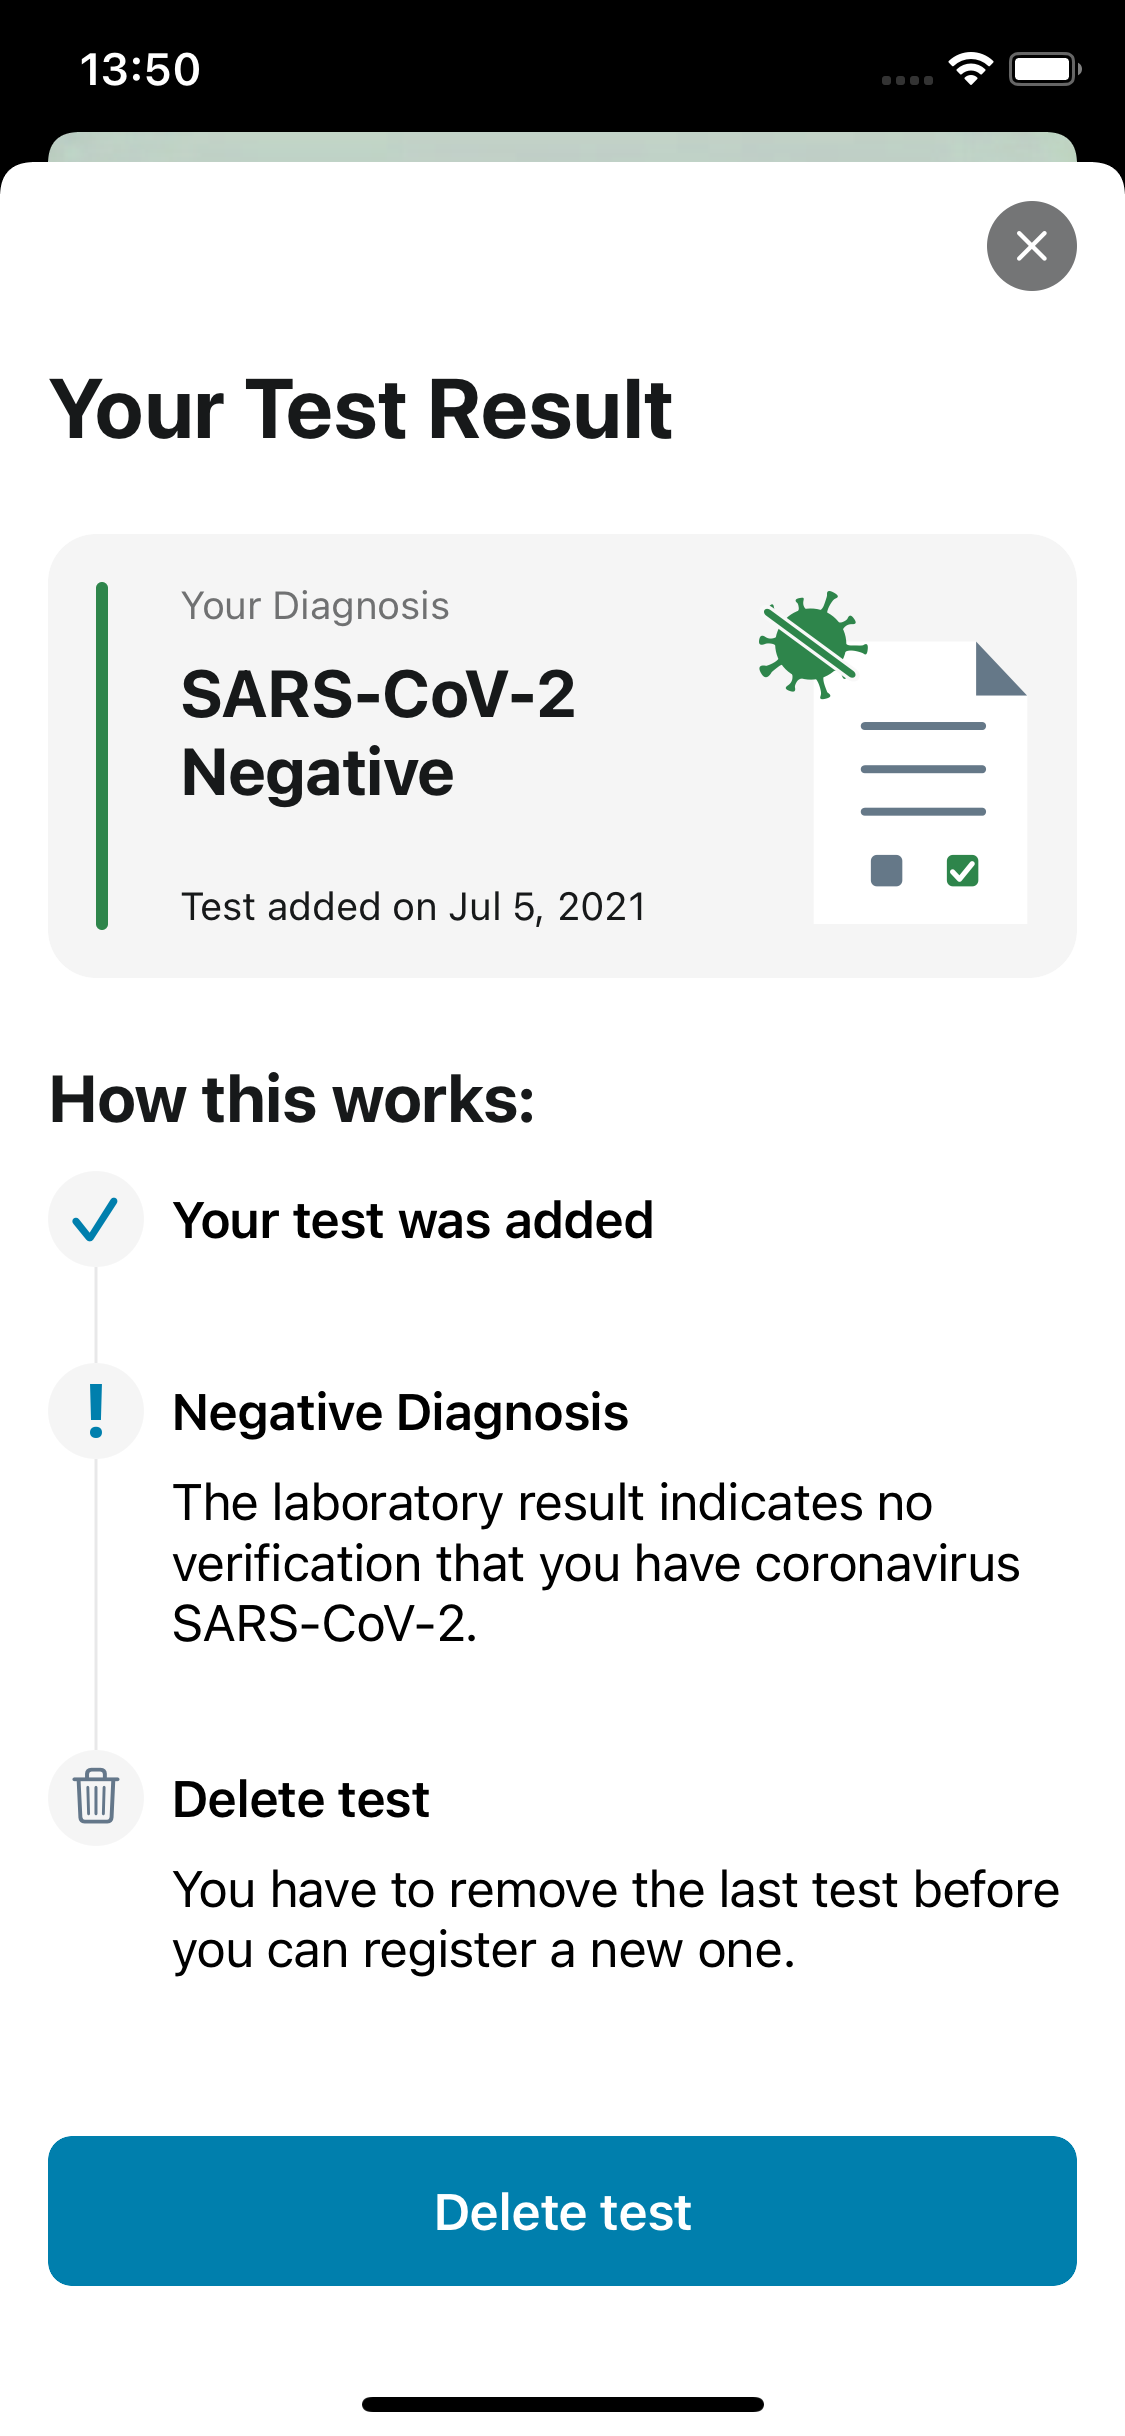 13:50
Your Test Result
Your Diagnosis
SARS-CoV-2
Negative
Test added on Jul 5, 2021
How this works:
Your test was added
Negative Diagnosis
The laboratory result indicates no
verification that you have coronavirus
SARS-CoV-2.
Delete test
You have to remove the last test before
you can register a new one.
Delete test